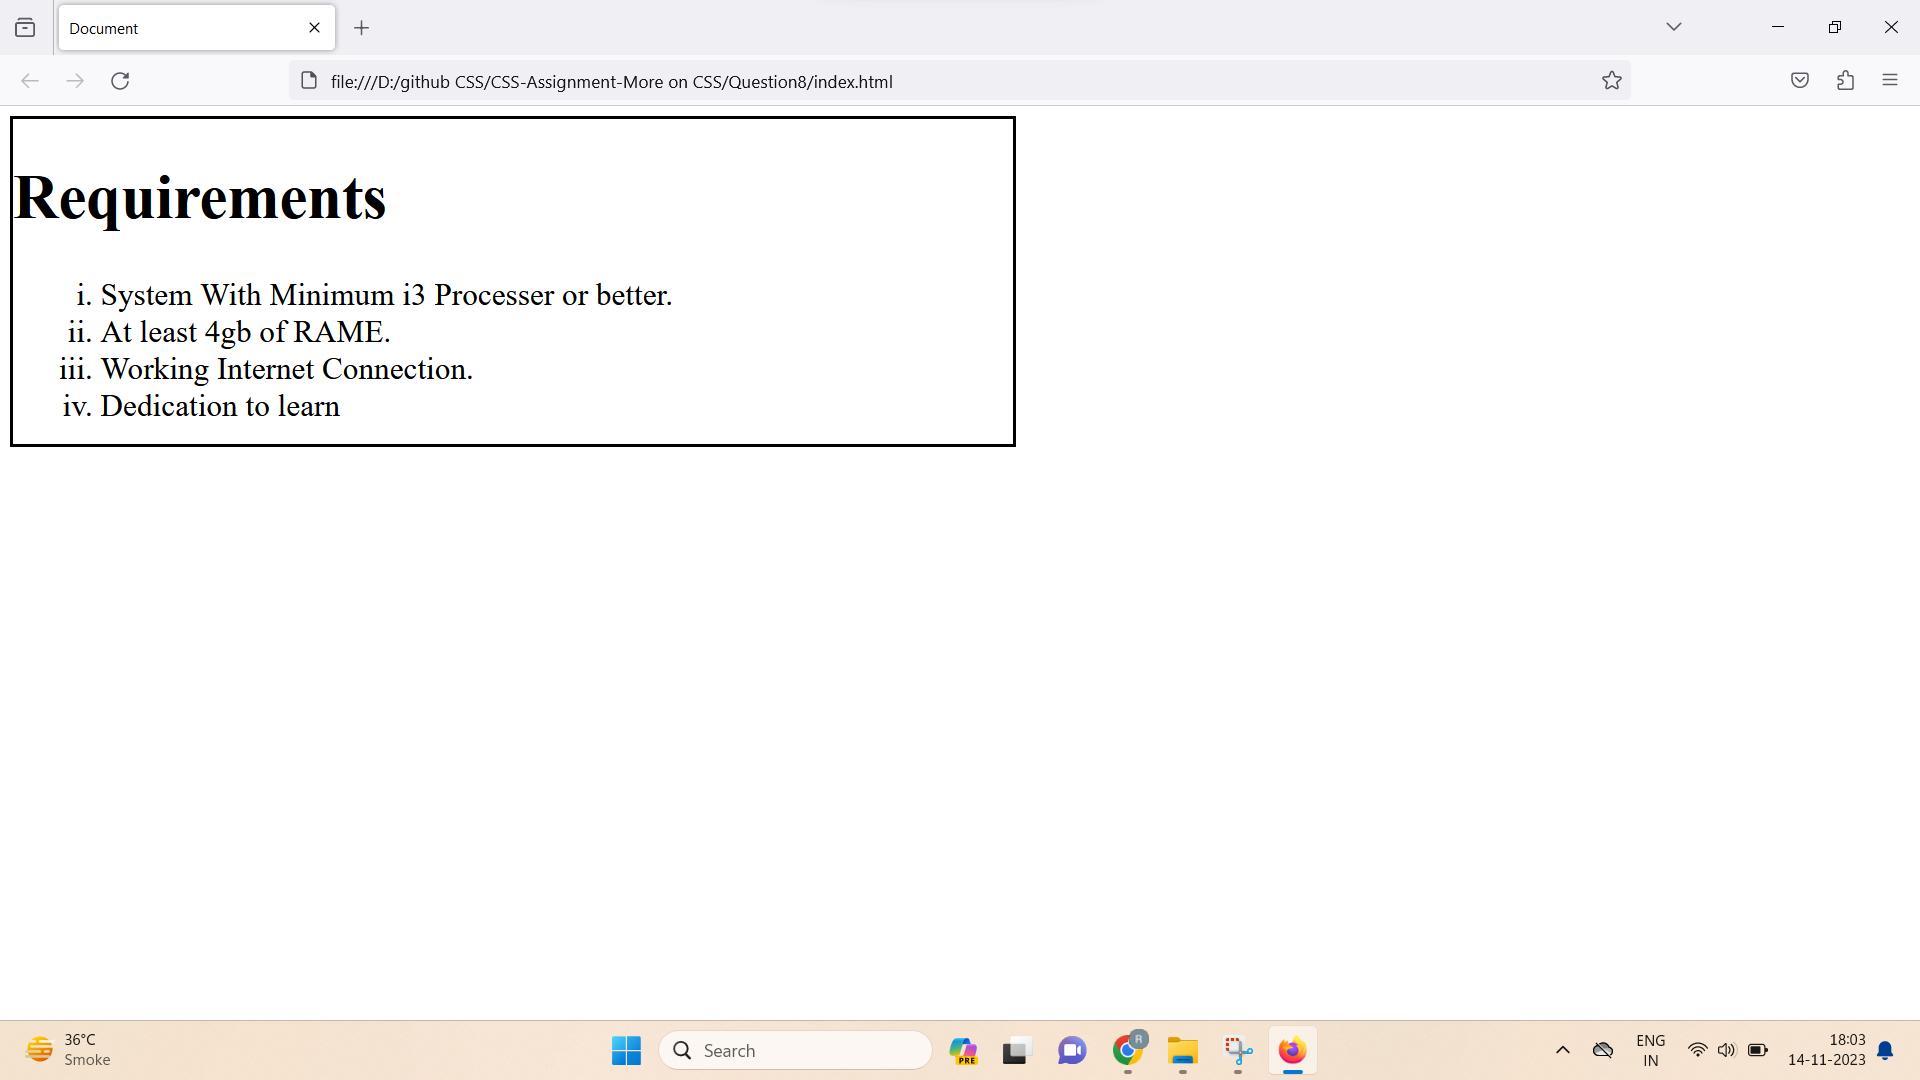 Document
file:///D:/github CSS/CSS-Assignment-More on CSS/Question8/index.html
Requirements
i. System With Minimum i3 Processer or better.
ii. At least 4gb of RAME.
iii. Working Internet Connection.
iv. Dedication to learn
36°C
Smoke
Search
PRE
R
ENG
IN
18:03
14-11-2023